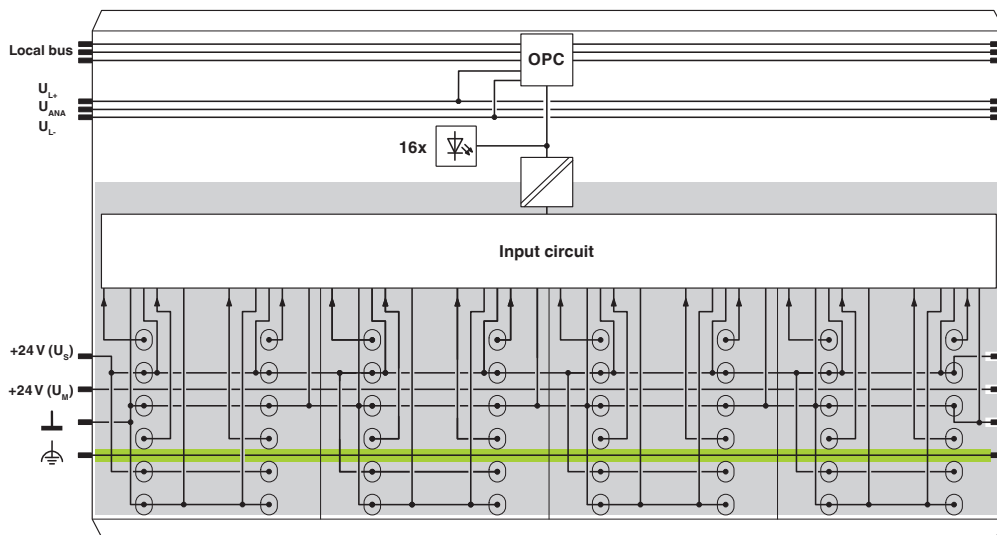 Local bus
OPC
U_L+
U_ANA
U_L-
16x
Input circuit
+24 V (U_S)
+24 V (U_M)